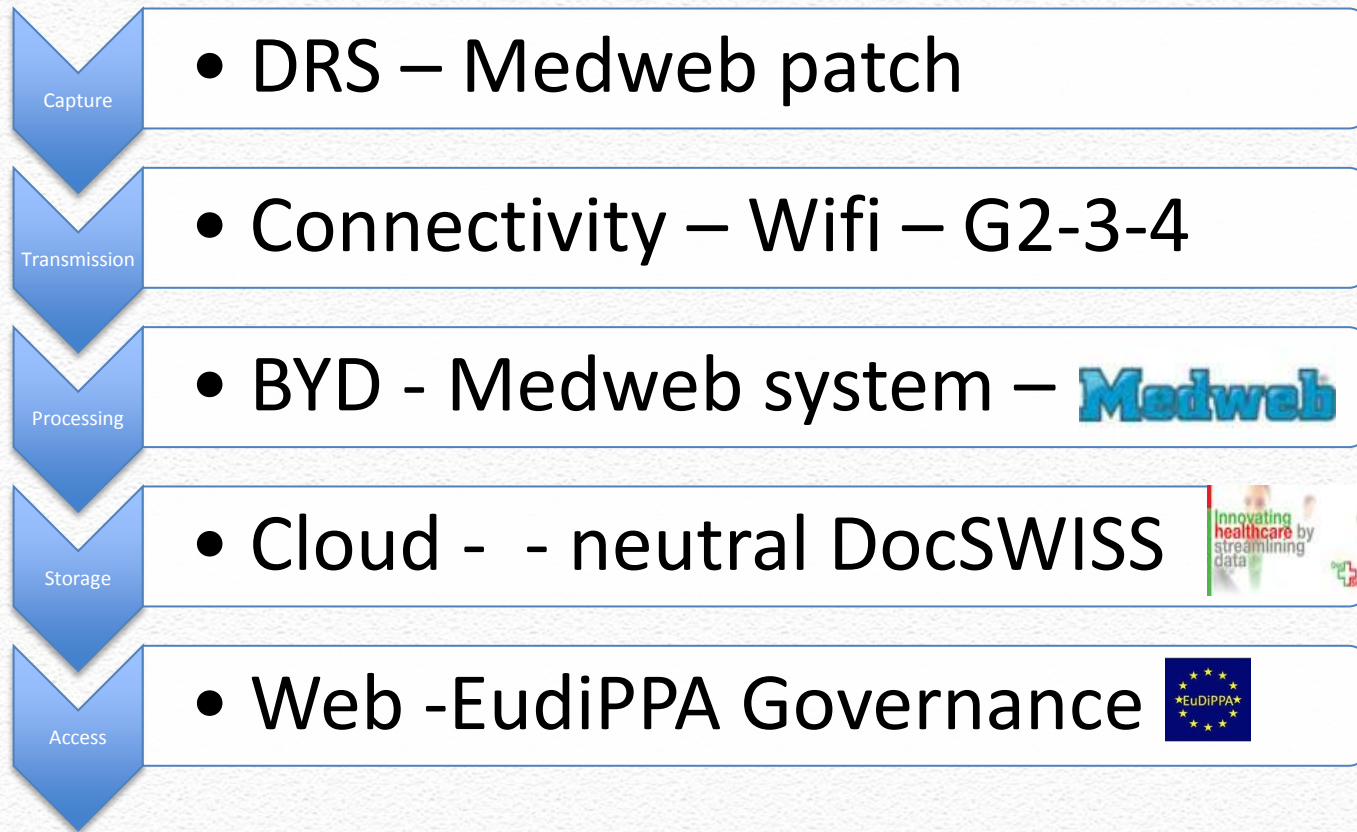 Capture
• DRS – Medweb patch
Transmission
• Connectivity – Wifi – G2-3-4
Processing
• BYD - Medweb system –
Medweb
Storage
• Cloud - - neutral DocSWISS
Innovating
healthcare by
streamlining
data
Access
• Web -EudiPPA Governance
EuDiPPA